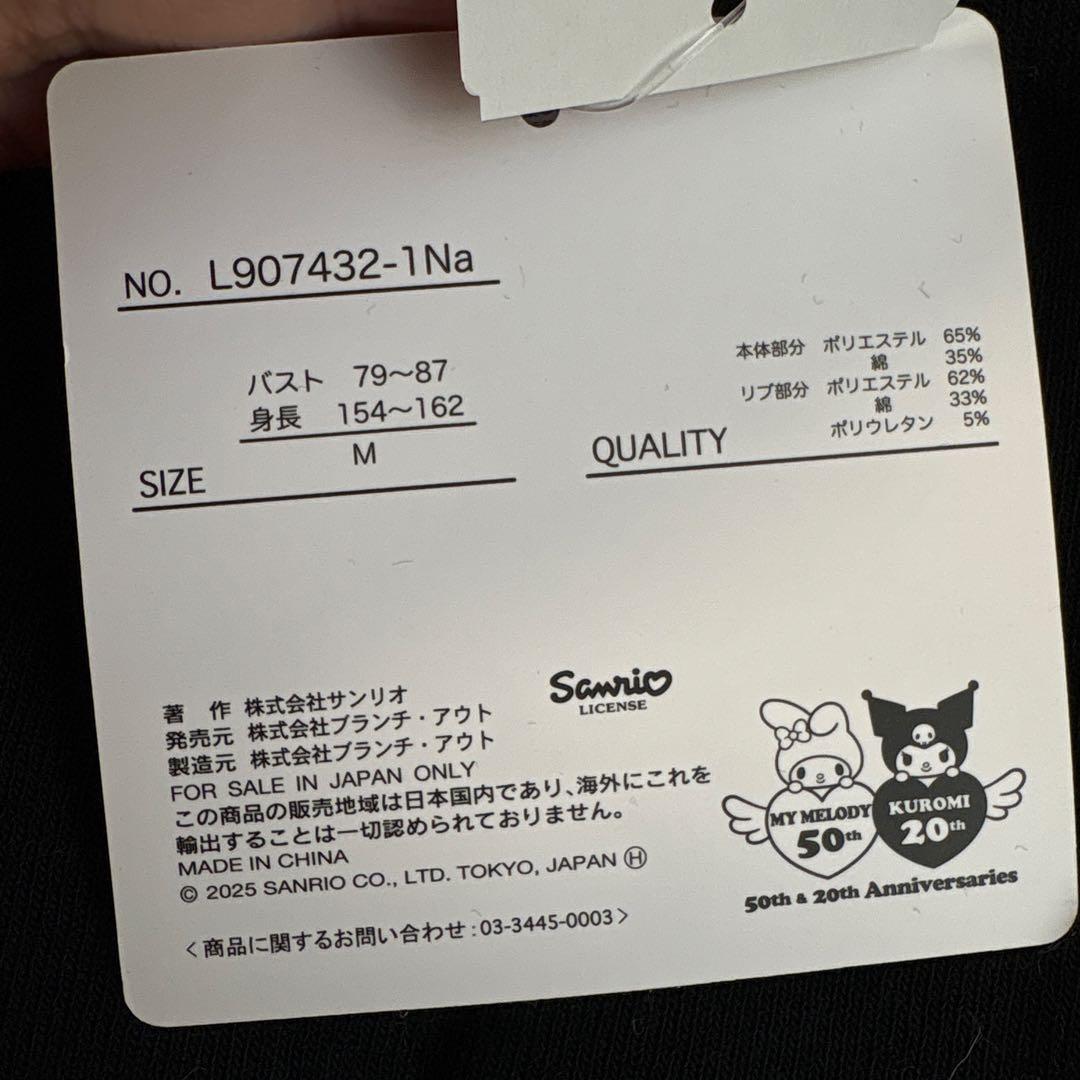 NO. L907432-1Na
バスト 79〜87
身長 154〜162
M
SIZE
本体部分 ポリエステル 65%
綿 35%
リブ部分 ポリエステル 62%
綿 33%
ポリウレタン 5%
QUALITY
著 作 株式会社サンリオ
発売元 株式会社ブランチ・アウト
製造元 株式会社ブランチ・アウト
FOR SALE IN JAPAN ONLY
この商品の販売地域は日本国内であり、海外にこれを
輸出することは一切認められておりません。
MADE IN CHINA
© 2025 SANRIO CO., LTD. TOKYO, JAPAN Ⓗ
<商品に関するお問い合わせ:03-3445-0003>
Sanrio
LICENSE
MY MELODY
50th
KUROMI
20th
50th & 20th Anniversaries